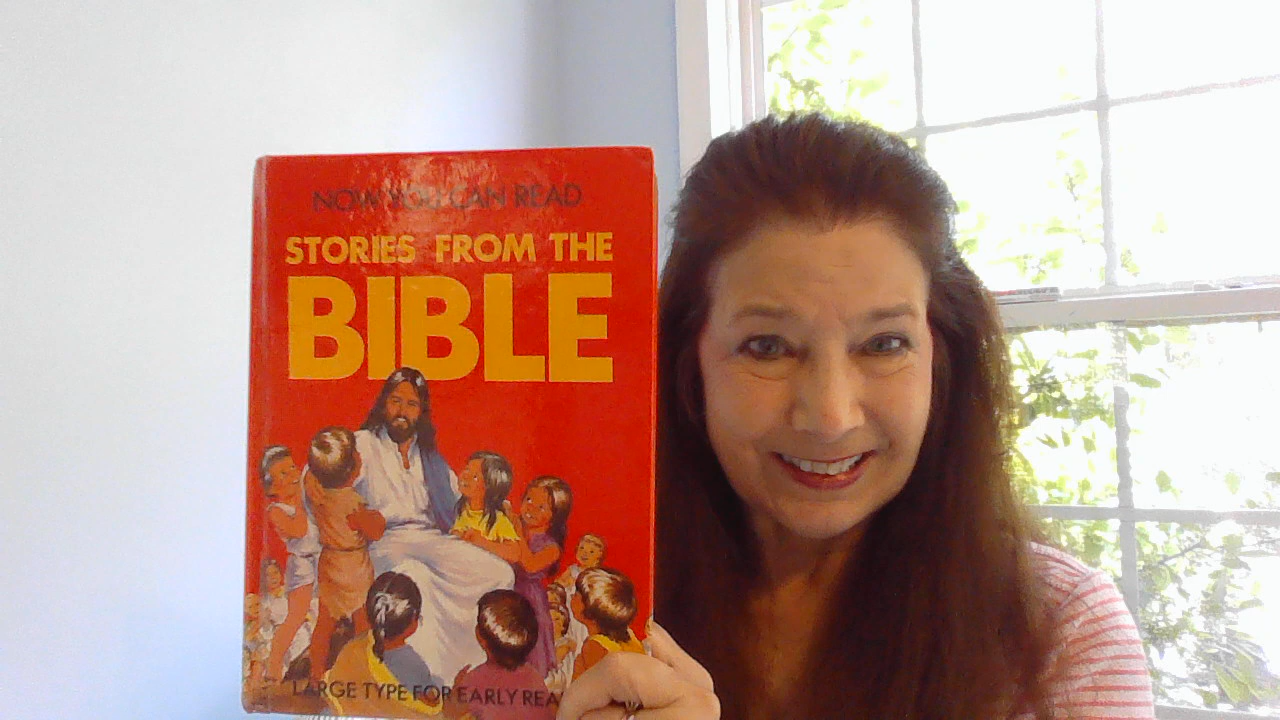 NOW YOU CAN READ
STORIES FROM THE
BIBLE
LARGE TYPE FOR EARLY